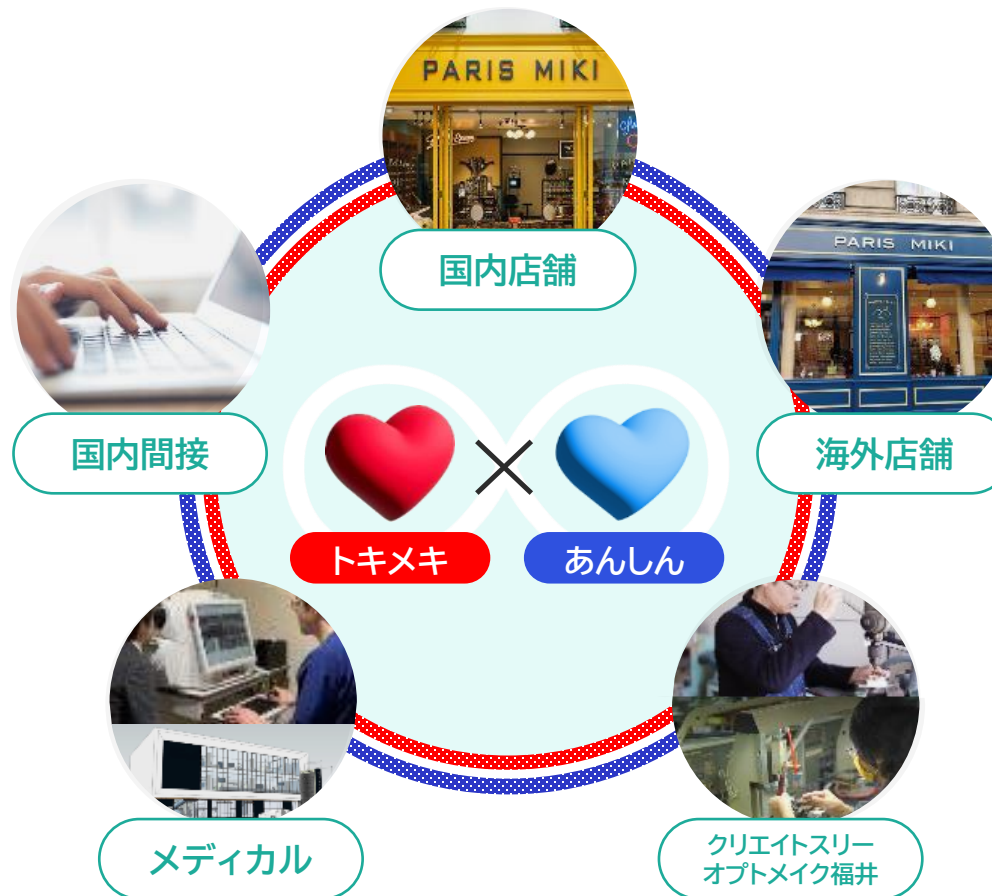 PARIS MIKI
国内店舗
PARIS MIKI
国内間接
海外店舗
トキメキ
×
あんしん
メディカル
クリエイトスリー
オプトメイク福井